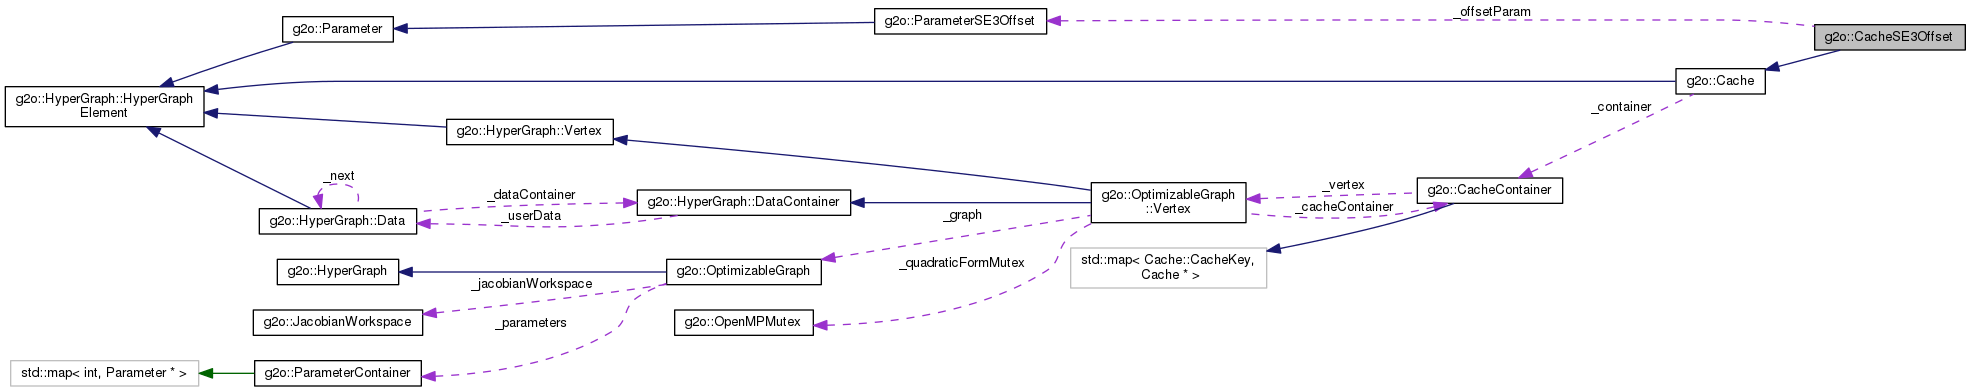 g2o::ParameterSE3Offset
_offsetParam
g2o::Parameter
g2o::CacheSE3Offset
g2o::Cache
g2o::HyperGraph::HyperGraph
Element
_container
g2o::HyperGraph::Vertex
_next
_dataContainer
_vertex
g2o::OptimizableGraph
::Vertex
g2o::CacheContainer
g2o::HyperGraph::DataContainer
_cacheContainer
_userData
_graph
g2o::HyperGraph::Data
_quadraticFormMutex
std::map< Cache::CacheKey,
Cache * >
g2o::HyperGraph
g2o::OptimizableGraph
_jacobianWorkspace
g2o::JacobianWorkspace
_parameters
g2o::OpenMPMutex
std::map< int, Parameter * >
g2o::ParameterContainer